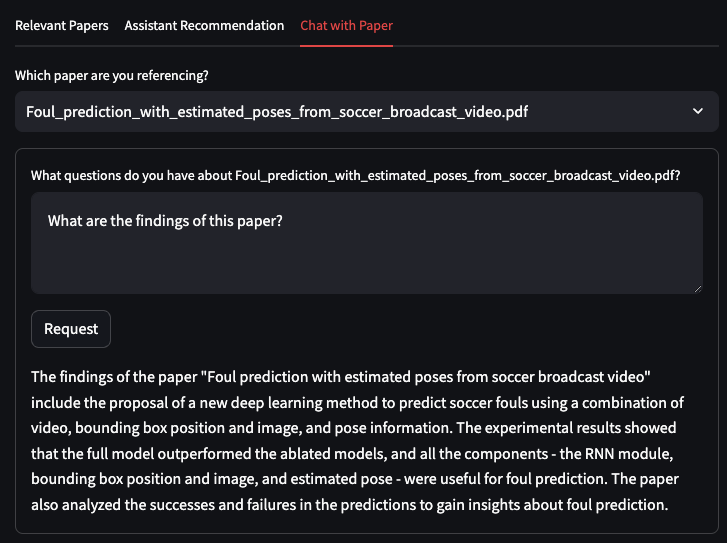 Relevant Papers Assistant Recommendation Chat with Paper
Which paper are you referencing?
Foul_prediction_with_estimated_poses_from_soccer_broadcast_video.pdf
What questions do you have about Foul_prediction_with_estimated_poses_from_soccer_broadcast_video.pdf?
What are the findings of this paper?
Request
The findings of the paper "Foul prediction with estimated poses from soccer broadcast video"
include the proposal of a new deep learning method to predict soccer fouls using a combination of
video, bounding box position and image, and pose information. The experimental results showed
that the full model outperformed the ablated models, and all the components - the RNN module,
bounding box position and image, and estimated pose - were useful for foul prediction. The paper
also analyzed the successes and failures in the predictions to gain insights about foul prediction.